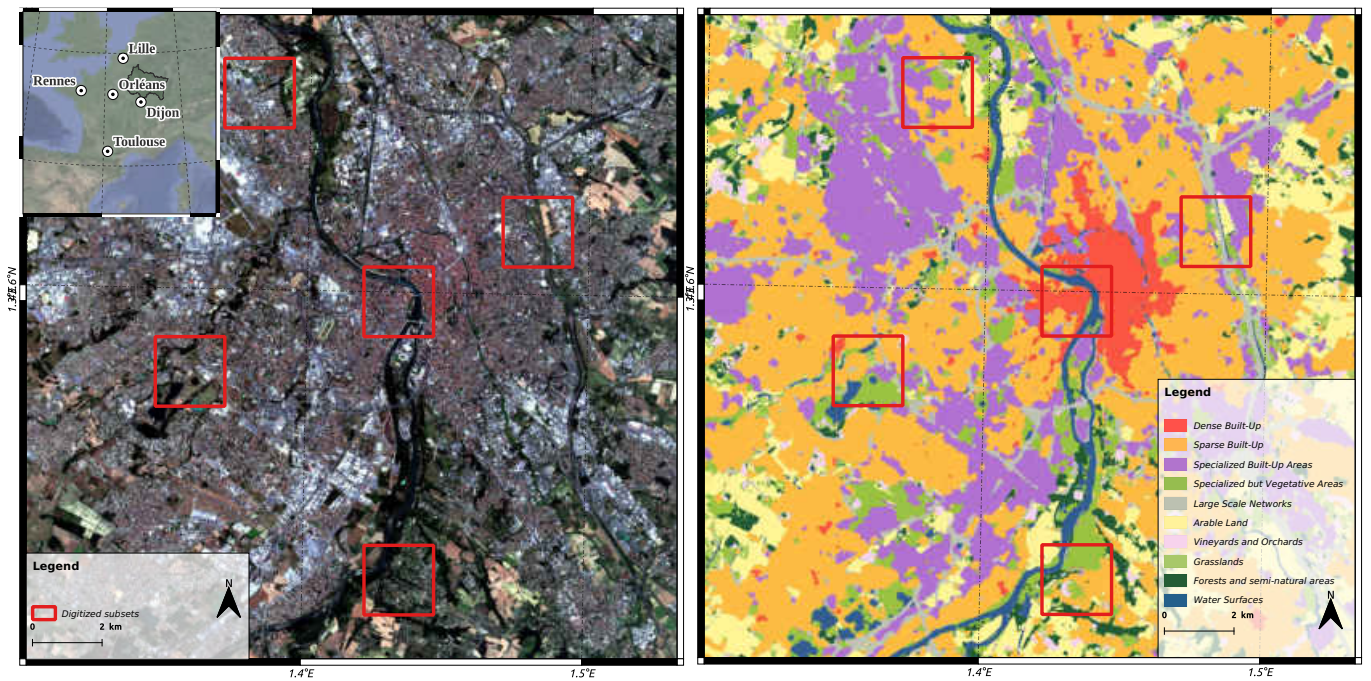 Lille
Rennes
Orléans
Dijon
Toulouse
Legend
Digitized subsets
N
0
2 km
1.4°E
1.5°E
Legend
Dense Built-Up
Sparse Built-Up
Specialized Built-Up Areas
Specialized but Vegetative Areas
Large Scale Networks
Arable Land
Vineyards and Orchards
Grasslands
Forests and semi-natural areas
Water Surfaces
N
0
2 km
1.4°E
1.5°E